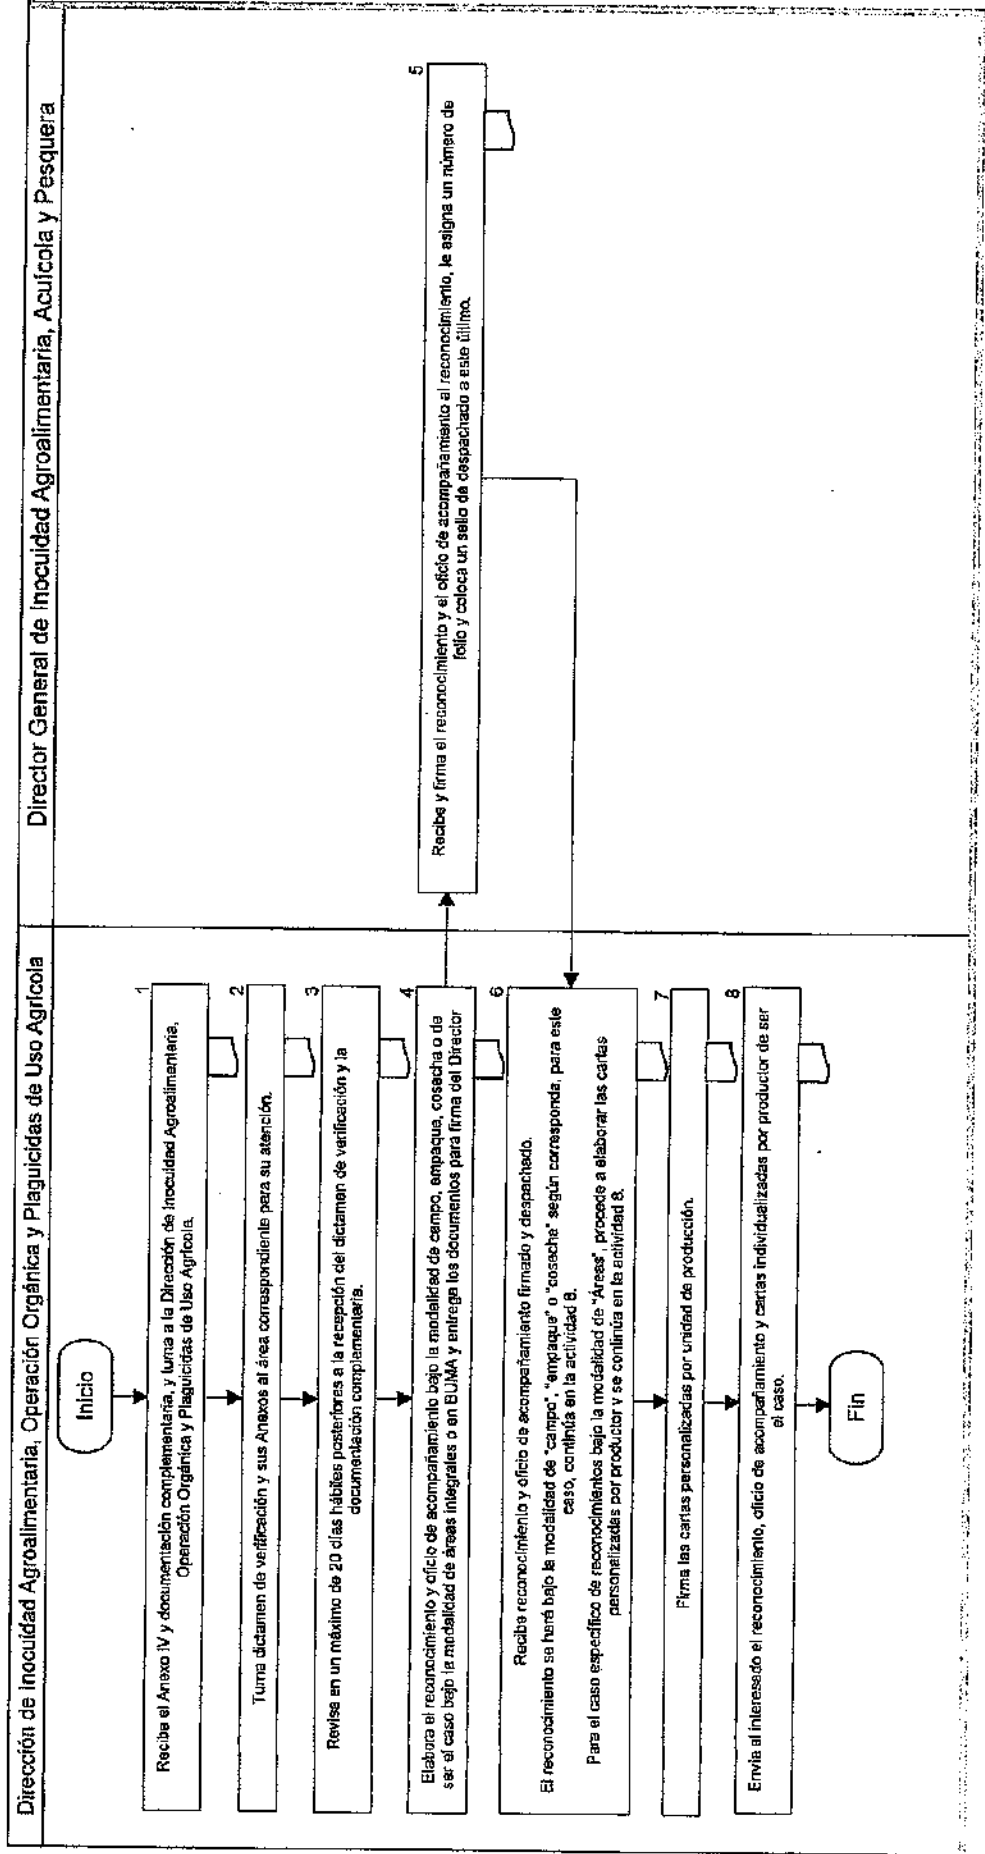 Dirección de Inocuidad Agroalimentaria, Operación Orgánica y Plaguicidas de Uso Agrícola
Director General de Inocuidad Agroalimentaria, Acuícola y Pesquera
Inicio
1
Recibe el Anexo IV y documentación complementaria, y turna a la Dirección de Inocuidad Agroalimentaria,
Operación Orgánica y Plaguicidas de Uso Agrícola.
2
Turna dictamen de verificación y sus Anexos al área correspondiente para su atención.
3
Revisa en un máximo de 20 días hábiles posteriores a la recepción del dictamen de verificación y la
documentación complementaria.
4
Elabora el reconocimiento y oficio de acompañamiento bajo la modalidad de campo, empaque, cosecha o de
ser el caso bajo la modalidad de áreas integrales o en BUMA y entrega los documentos para firma del Director
5
Recibe y firma el reconocimiento y el oficio de acompañamiento al reconocimiento, le asigna un número de
folio y coloca un sello de despachado a este último.
6
Recibe reconocimiento y oficio de acompañamiento firmado y despachado.
El reconocimiento se hará bajo la modalidad de "campo", "empaque" o "cosecha" según corresponda, para este
caso, continúa en la actividad 8.
Para el caso específico de reconocimientos bajo la modalidad de "Áreas", procede a elaborar las cartas
personalizadas por productor y se continúa en la actividad 8.
7
Firma las cartas personalizadas por unidad de producción.
8
Envía al interesado el reconocimiento, oficio de acompañamiento y cartas individualizadas por productor de ser
el caso.
Fin